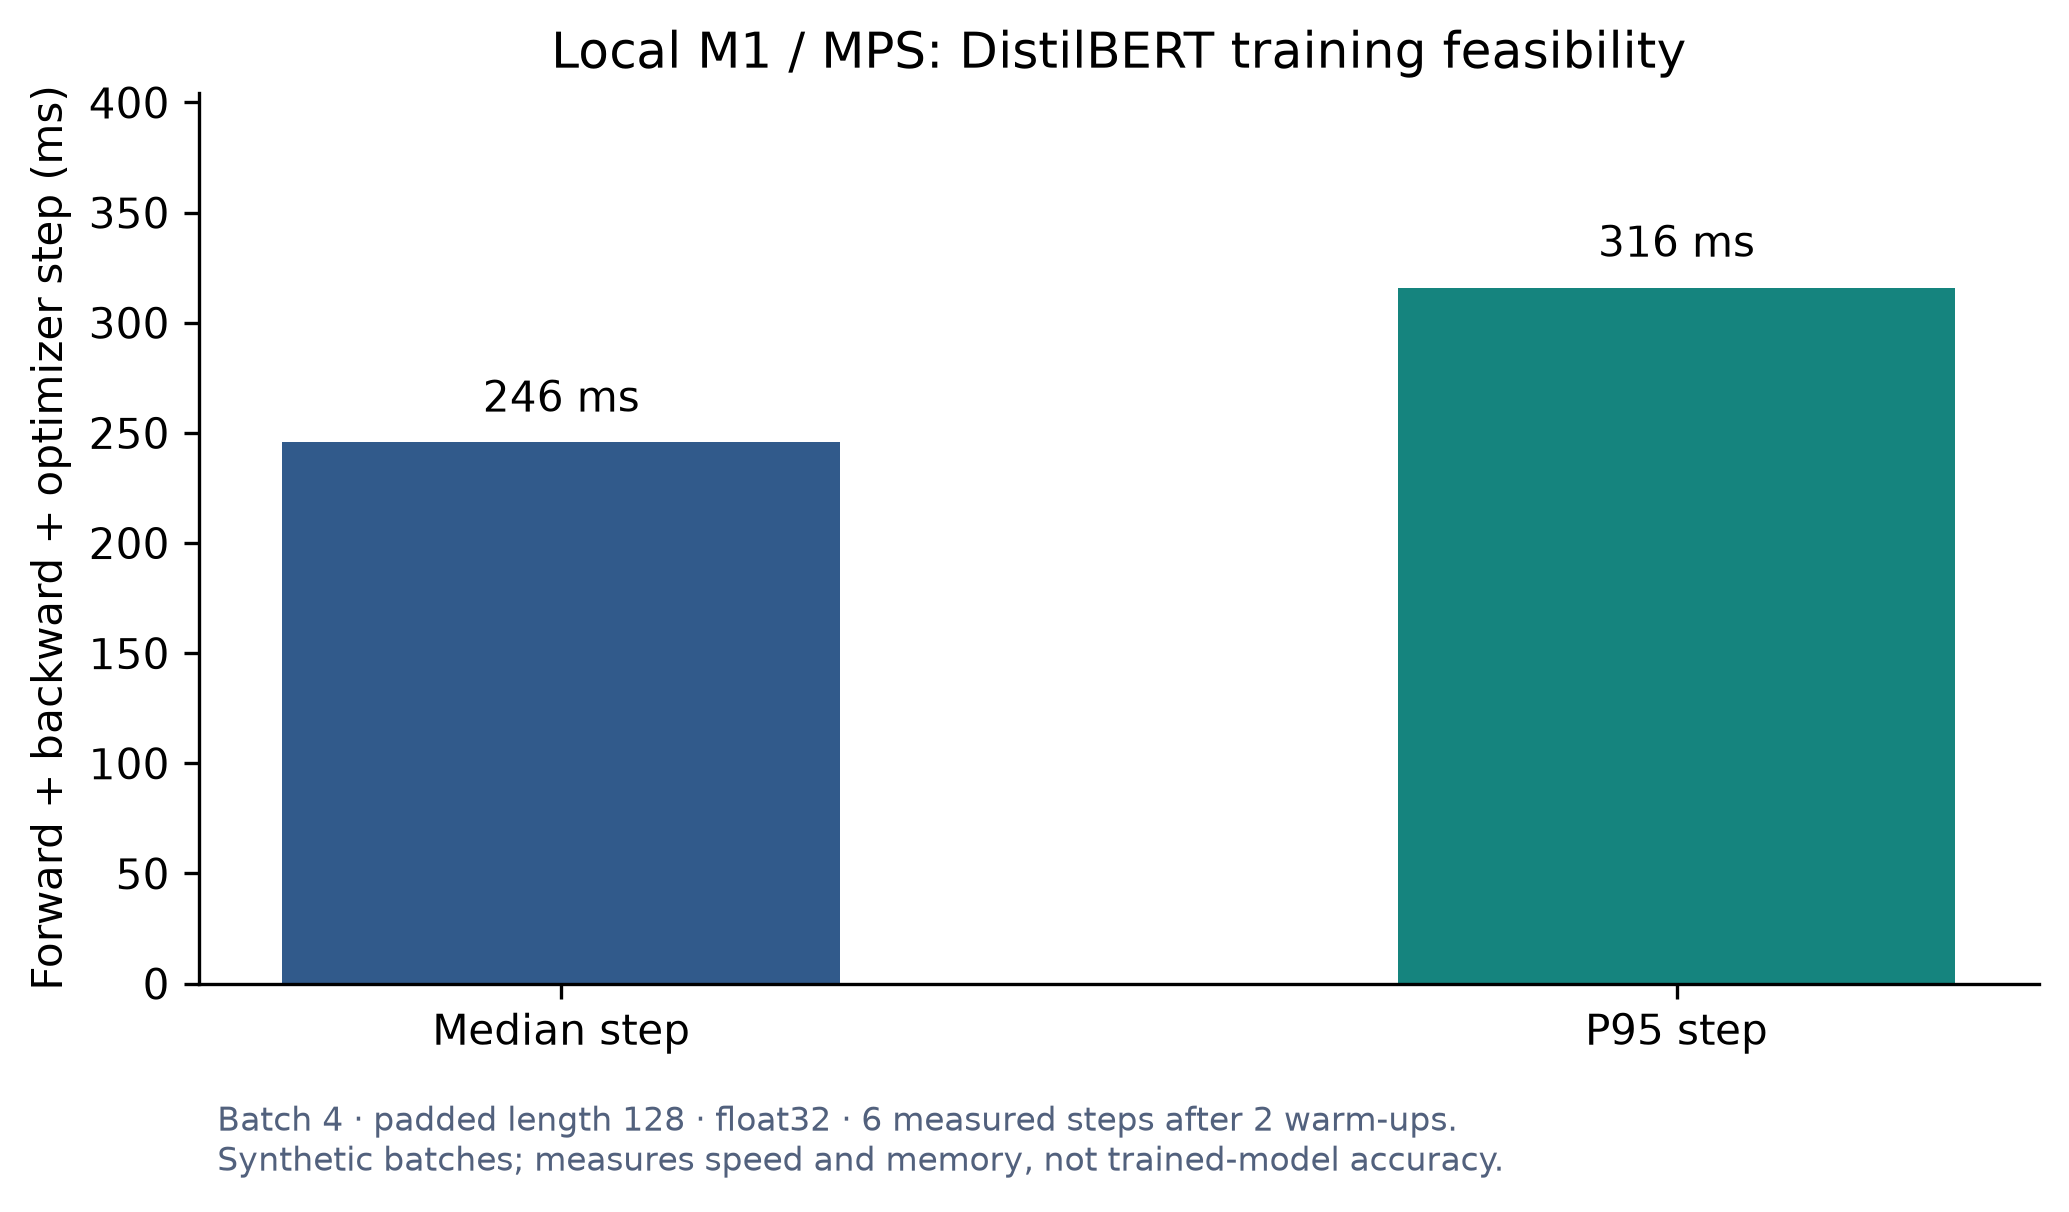 Local M1 / MPS: DistilBERT training feasibility
Forward + backward + optimizer step (ms)
400
350
300
250
200
150
100
50
0
246 ms
316 ms
Median step
P95 step
Batch 4 · padded length 128 · float32 · 6 measured steps after 2 warm-ups.
Synthetic batches; measures speed and memory, not trained-model accuracy.